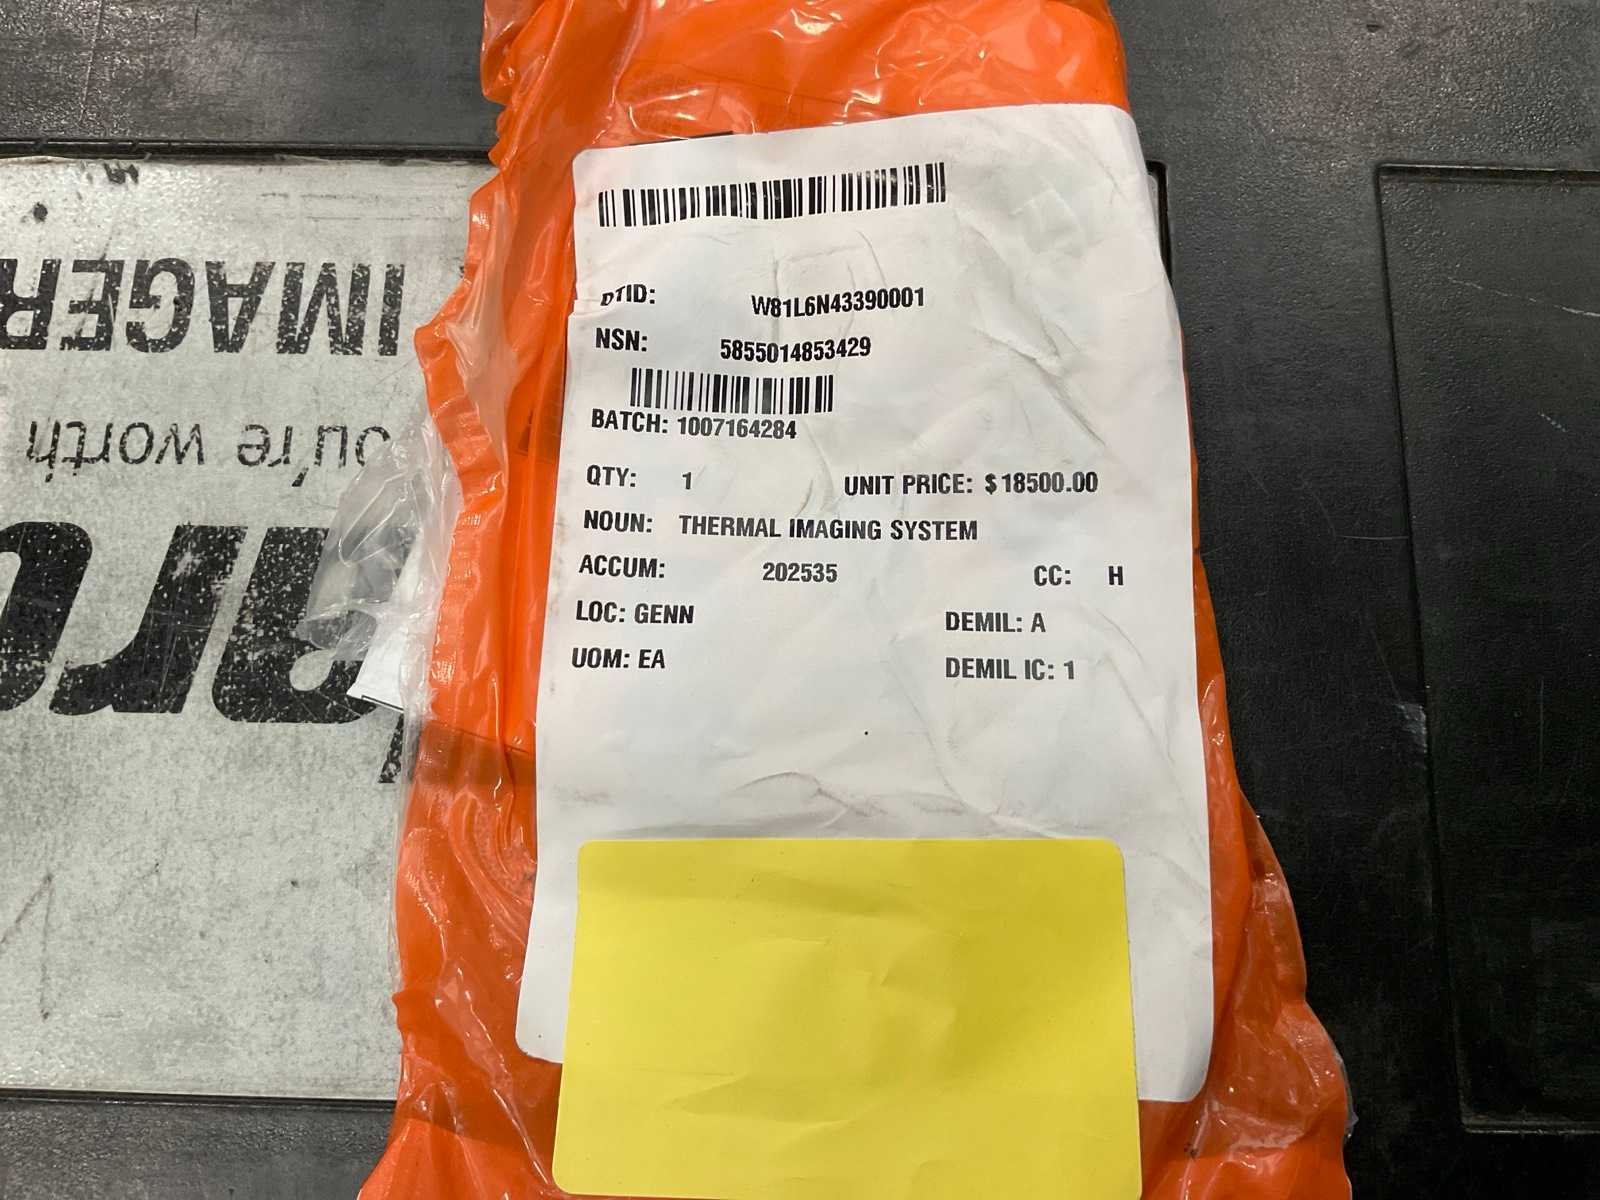 DTID: W81L6N43390001
NSN: 5855014853429
BATCH: 1007164284
QTY: 1 UNIT PRICE: $18500.00
NOUN: THERMAL IMAGING SYSTEM
ACCUM: 202535 CC: H
LOC: GENN DEMIL: A
UOM: EA DEMIL IC: 1
IMAGER
ou're worth